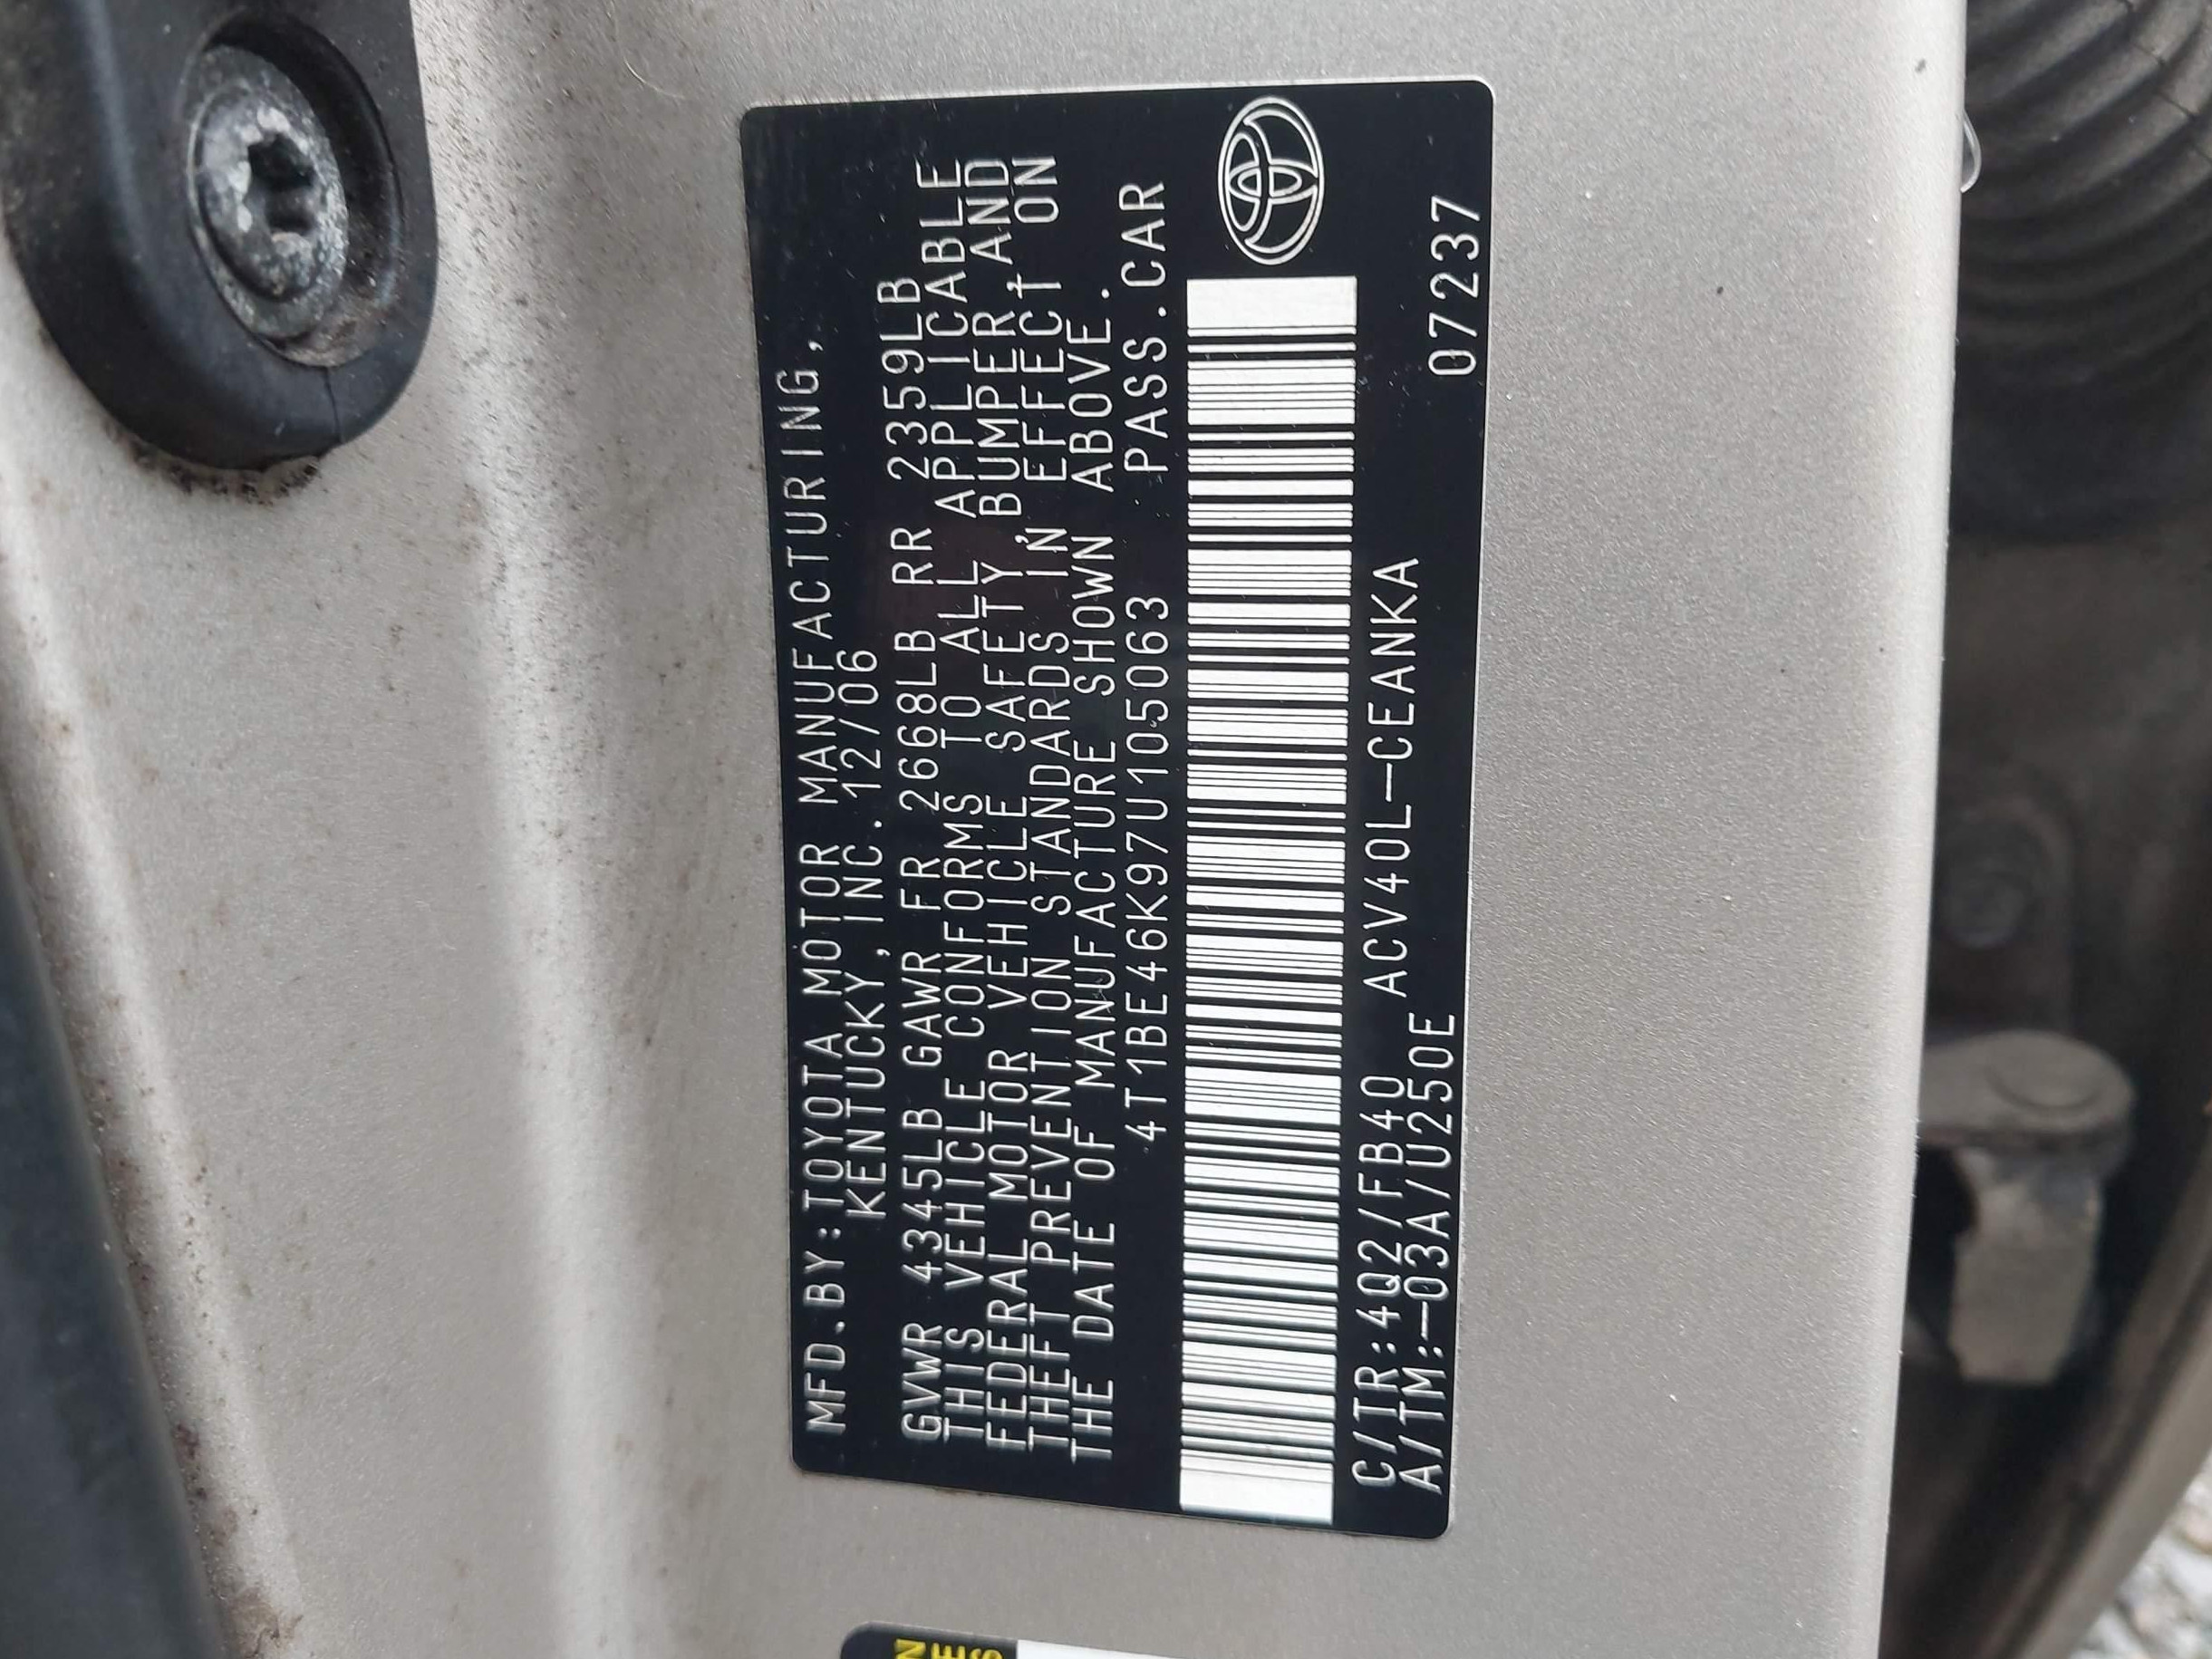 MFD.BY:TOYOTA MOTOR MANUFACTURING,
KENTUCKY, INC. 12/06
GVWR 4345LB GAWR FR 2668LB RR 2359LB
THIS VEHICLE CONFORMS TO ALL APPLICABLE
FEDERAL MOTOR VEHICLE SAFETY, BUMPER AND
THEFT PREVENTION STANDARDS IN EFFECT ON
THE DATE OF MANUFACTURE SHOWN ABOVE.
4T1BE46K97U105063 PASS.CAR
C/TR:4Q2/FB40 ACV40L-CEANKA
A/TM:-03A/U250E 07237